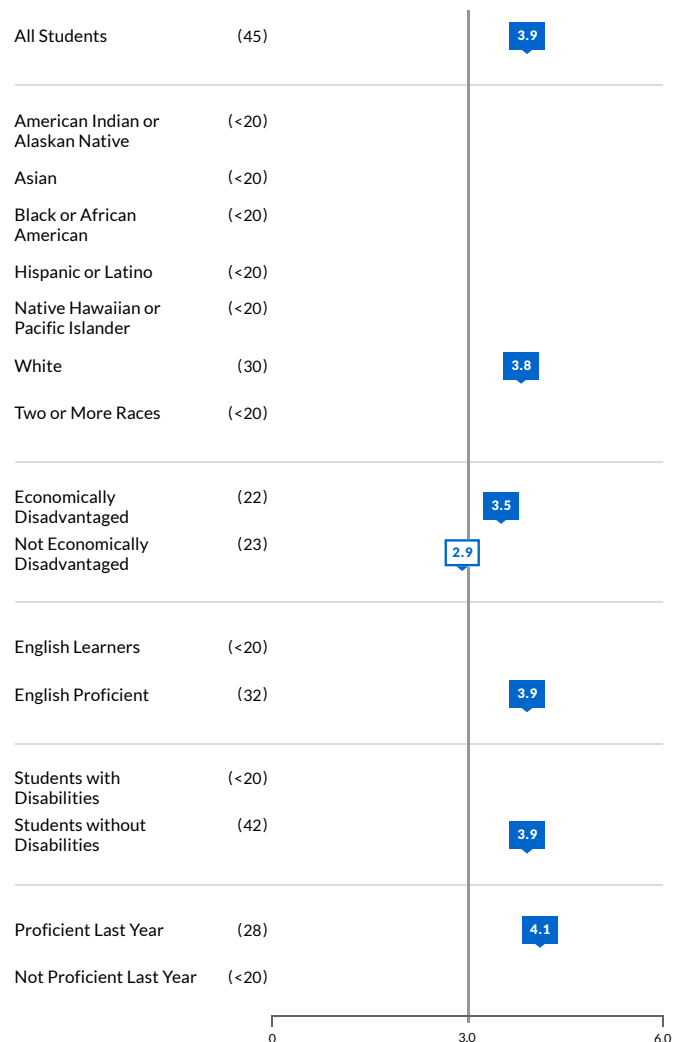 All Students (45) 3.9
American Indian or (<20)
Alaskan Native
Asian (<20)
Black or African (<20)
American
Hispanic or Latino (<20)
Native Hawaiian or (<20)
Pacific Islander
White (30) 3.8
Two or More Races (<20)
Economically (22) 3.5
Disadvantaged
Not Economically (23) 2.9
Disadvantaged
English Learners (<20)
English Proficient (32) 3.9
Students with (<20)
Disabilities
Students without (42) 3.9
Disabilities
Proficient Last Year (28) 4.1
Not Proficient Last Year (<20)
0 3.0 6.0